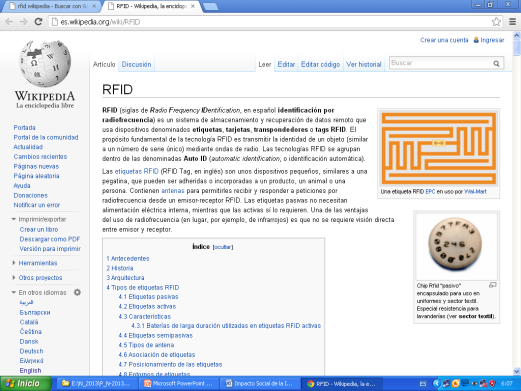 rfid wikipedia - Buscar con G
RFID - Wikipedia, la enciclop
es.wikipedia.org/wiki/RFID
Crear una cuenta Ingresar
Artículo Discusión Leer Editar Editar código Ver historial Buscar
WIKIPEDIA
La enciclopedia libre
Portada
Portal de la comunidad
Actualidad
Cambios recientes
Páginas nuevas
Página aleatoria
Ayuda
Donaciones
Notificar un error
Imprimir/exportar
Crear un libro
Descargar como PDF
Versión para imprimir
Herramientas
Otros proyectos
En otros idiomas
العربية
Български
Català
Čeština
Dansk
Deutsch
Ελληνικά
English
RFID
RFID (siglas de Radio Frequency IDentification, en español identificación por
radiofrecuencia) es un sistema de almacenamiento y recuperación de datos remoto que
usa dispositivos denominados etiquetas, tarjetas, transpondedores o tags RFID. El
propósito fundamental de la tecnología RFID es transmitir la identidad de un objeto (similar
a un número de serie único) mediante ondas de radio. Las tecnologías RFID se agrupan
dentro de las denominadas Auto ID (automatic identification, o identificación automática).
Las etiquetas RFID (RFID Tag, en inglés) son unos dispositivos pequeños, similares a una
pegatina, que pueden ser adheridas o incorporadas a un producto, un animal o una
persona. Contienen antenas para permitirles recibir y responder a peticiones por
radiofrecuencia desde un emisor-receptor RFID. Las etiquetas pasivas no necesitan
alimentación eléctrica interna, mientras que las activas sí lo requieren. Una de las ventajas
del uso de radiofrecuencia (en lugar, por ejemplo, de infrarrojos) es que no se requiere visión directa
entre emisor y receptor.
Índice [ocultar]
1 Antecedentes
2 Historia
3 Arquitectura
4 Tipos de etiquetas RFID
4.1 Etiquetas pasivas
4.2 Etiquetas activas
4.3 Características
4.3.1 Baterías de larga duración utilizadas en etiquetas RFID activas
4.4 Etiquetas semipasivas
4.5 Tipos de antena
4.6 Asociación de etiquetas
4.7 Posicionamiento de las etiquetas
4.8 Entornos de etiquetas
Una etiqueta RFID EPC en uso por Wal-Mart
246
Chip Rfid "pasivo"
encapsulado para uso en
uniformes y sector textil.
Especial resistencia para
lavanderías (ver sector textil).
Inicio
E:\N_2013\P_N-2013...
Microsoft PowerPoint ...
Impacto Social de la I...
RFID - Wikipedia, la e...
ES
6:07